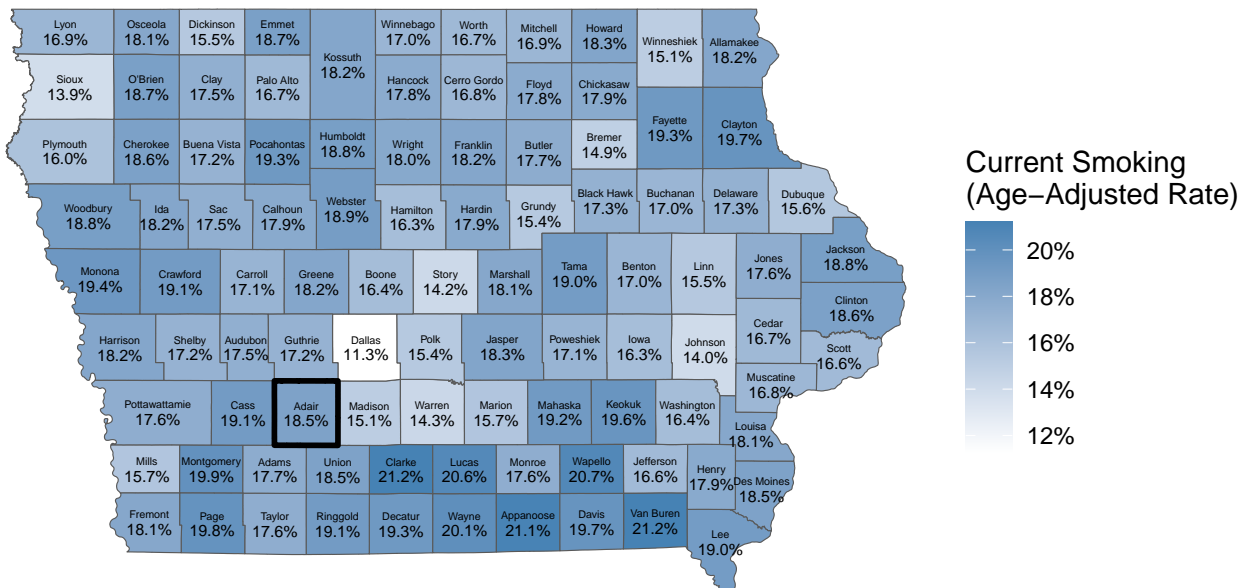 Lyon
16.9%
Osceola
18.1%
Dickinson
15.5%
Emmet
18.7%
Kossuth
18.2%
Winnebago
17.0%
Worth
16.7%
Mitchell
16.9%
Howard
18.3%
Winneshiek
15.1%
Allamakee
18.2%
Sioux
13.9%
O'Brien
18.7%
Clay
17.5%
Palo Alto
16.7%
Hancock
17.8%
Cerro Gordo
16.8%
Floyd
17.8%
Chickasaw
17.9%
Fayette
19.3%
Clayton
19.7%
Plymouth
16.0%
Cherokee
18.6%
Buena Vista
17.2%
Pocahontas
19.3%
Humboldt
18.8%
Wright
18.0%
Franklin
18.2%
Butler
17.7%
Bremer
14.9%
Woodbury
18.8%
Ida
18.2%
Sac
17.5%
Calhoun
17.9%
Webster
18.9%
Hamilton
16.3%
Hardin
17.9%
Grundy
15.4%
Black Hawk
17.3%
Buchanan
17.0%
Delaware
17.3%
Dubuque
15.6%
Monona
19.4%
Crawford
19.1%
Carroll
17.1%
Greene
18.2%
Boone
16.4%
Story
14.2%
Marshall
18.1%
Tama
19.0%
Benton
17.0%
Linn
15.5%
Jones
17.6%
Jackson
18.8%
Clinton
18.6%
Harrison
18.2%
Shelby
17.2%
Audubon
17.5%
Guthrie
17.2%
Dallas
11.3%
Polk
15.4%
Jasper
18.3%
Poweshiek
17.1%
Iowa
16.3%
Johnson
14.0%
Cedar
16.7%
Scott
16.6%
Muscatine
16.8%
Pottawattamie
17.6%
Cass
19.1%
Adair
18.5%
Madison
15.1%
Warren
14.3%
Marion
15.7%
Mahaska
19.2%
Keokuk
19.6%
Washington
16.4%
Louisa
18.1%
Mills
15.7%
Montgomery
19.9%
Adams
17.7%
Union
18.5%
Clarke
21.2%
Lucas
20.6%
Monroe
17.6%
Wapello
20.7%
Jefferson
16.6%
Henry
17.9%
Des Moines
18.5%
Fremont
18.1%
Page
19.8%
Taylor
17.6%
Ringgold
19.1%
Decatur
19.3%
Wayne
20.1%
Appanoose
21.1%
Davis
19.7%
Van Buren
21.2%
Lee
19.0%
Current Smoking
(Age−Adjusted Rate)
20%
18%
16%
14%
12%